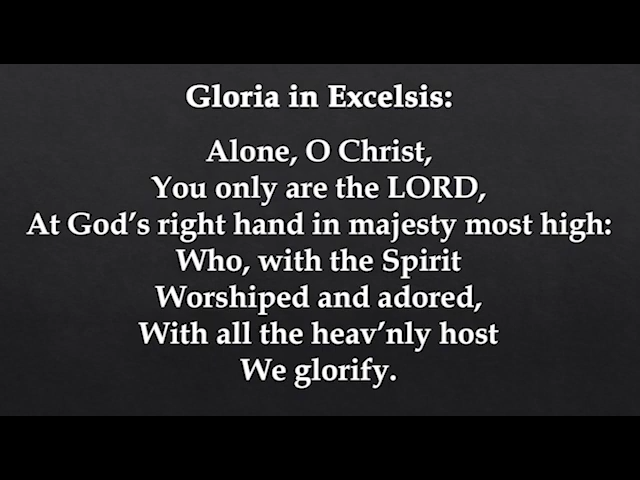 Gloria in Excelsis:
Alone, O Christ,
You only are the LORD,
At God’s right hand in majesty most high:
Who, with the Spirit
Worshiped and adored,
With all the heav’nly host
We glorify.